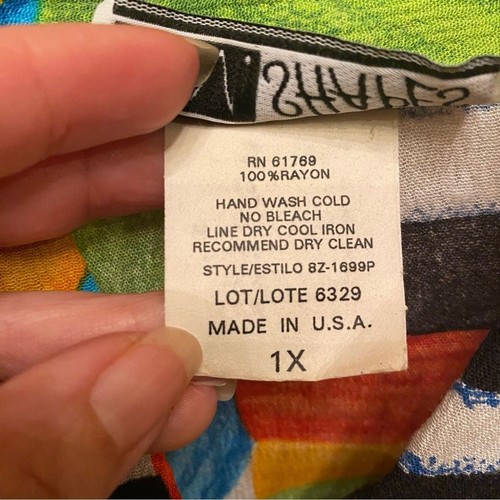 SHAPES
RN 61769
100%RAYON
HAND WASH COLD
NO BLEACH
LINE DRY COOL IRON
RECOMMEND DRY CLEAN
STYLE/ESTILO 8Z-1699P
LOT/LOTE 6329
MADE IN U.S.A.
1X